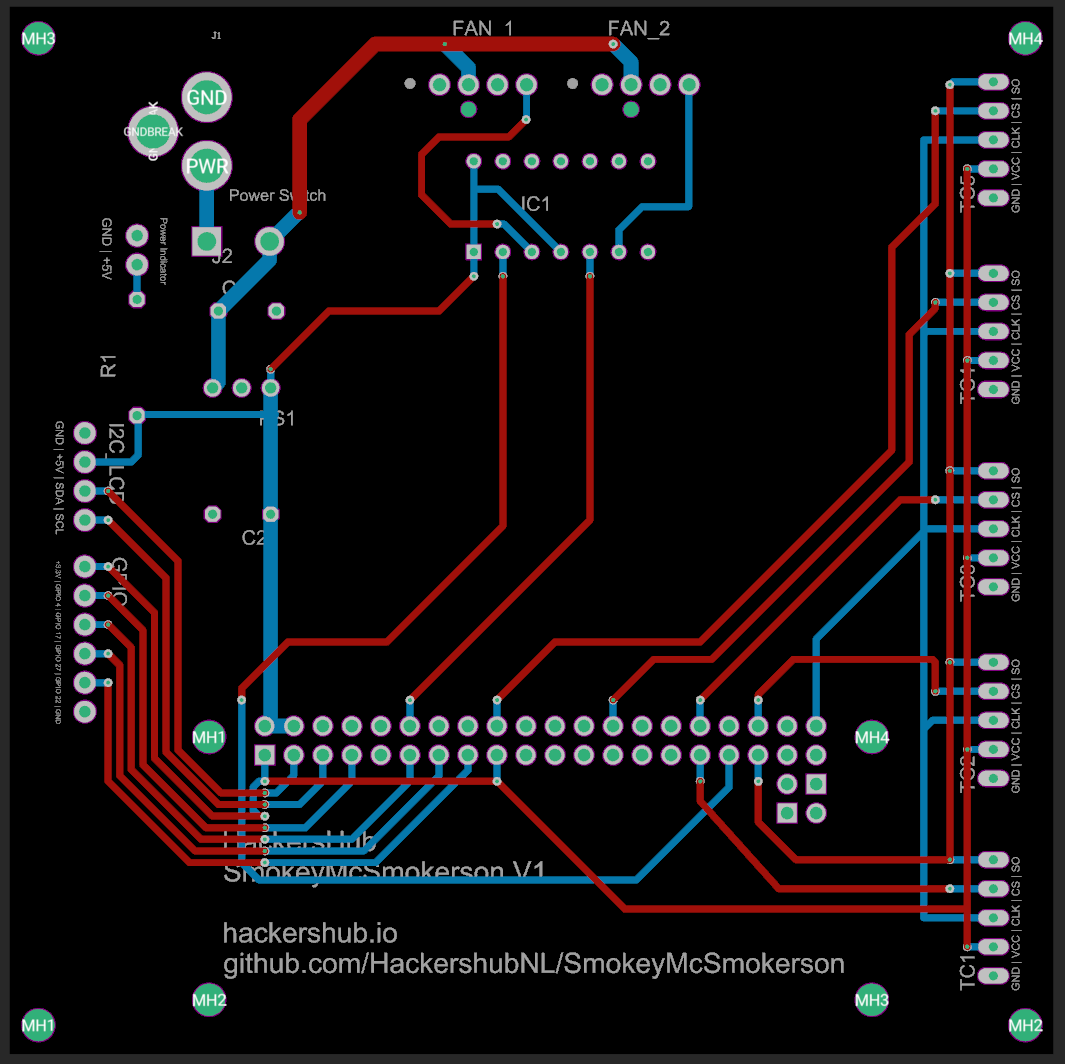 MH3
J1
FAN_1
FAN_2
MH4
GND
GNDBREAK
PWR
Power Switch
IC1
J2
GND | +5V
Power Indicator
R1
I2C_LCD
GND | +5V | SDA | SCL
C2
GPIO
+3.3V | GPIO 4 | GPIO 17 | GPIO 27 | GPIO 22 | GND
GND | VCC | CLK | CS | SO
TC5
GND | VCC | CLK | CS | SO
TC4
GND | VCC | CLK | CS | SO
TC3
GND | VCC | CLK | CS | SO
TC2
GND | VCC | CLK | CS | SO
TC1
MH1
MH4
HackersHub
SmokeyMcSmokerson V1
hackershub.io
github.com/HackershubNL/SmokeyMcSmokerson
MH2
MH3
MH1
MH2